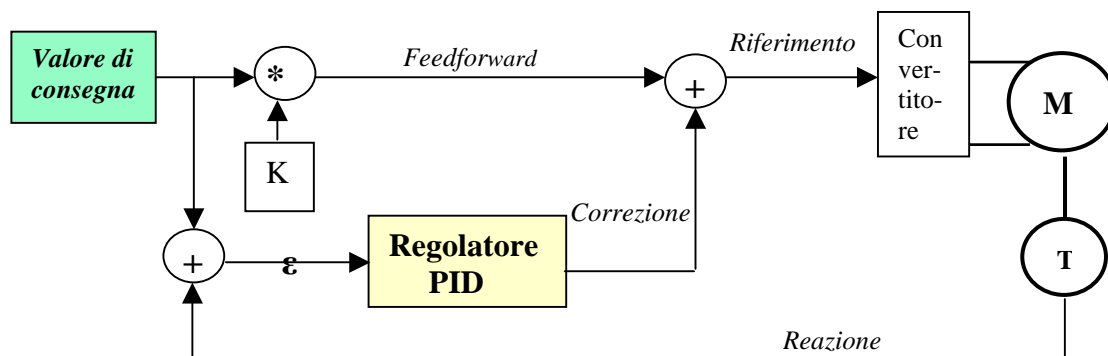 Valore di
consegna
*
Feedforward
+
Riferimento
Con
ver-
tito-
re
M
K
Correzione
+
ε
Regolatore
PID
T
Reazione